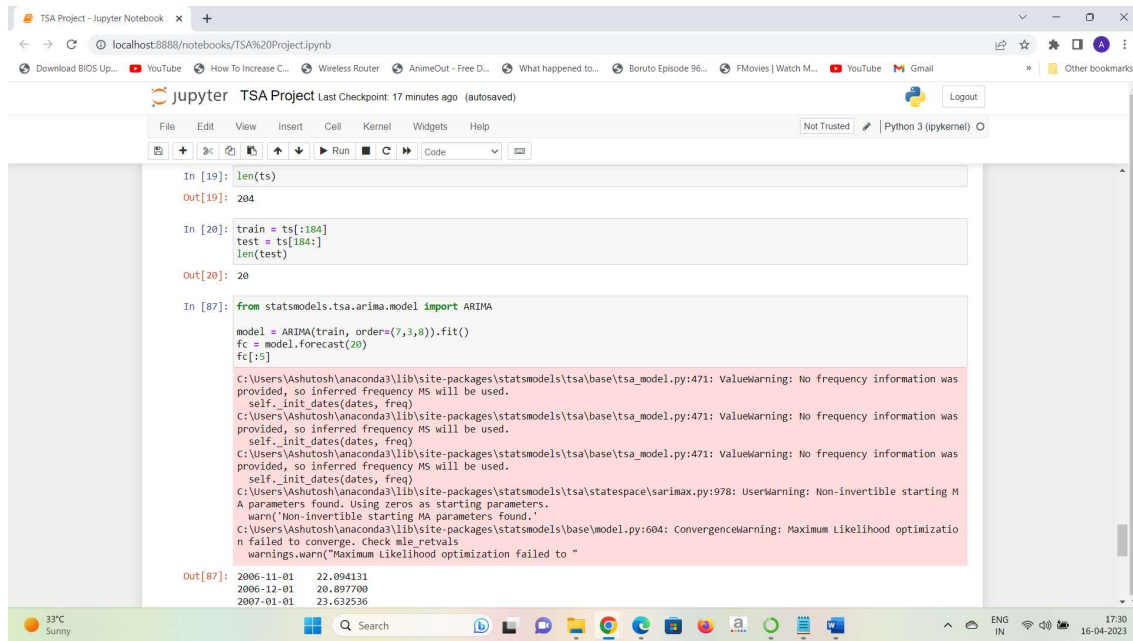 TSA Project - Jupyter Notebook
localhost:8888/notebooks/TSA%20Project.ipynb
Download BIOS Up... YouTube How To Increase C... Wireless Router AnimeOut - Free D... What happened to... Boruto Episode 96... FMovies | Watch M... YouTube Gmail » Other bookmarks
jupyter TSA Project Last Checkpoint: 17 minutes ago (autosaved) Logout
File Edit View Insert Cell Kernel Widgets Help Not Trusted Python 3 (ipykernel)
Run Code
In [19]: len(ts)
Out[19]: 204
In [20]: train = ts[:184]
test = ts[184:]
len(test)
Out[20]: 20
In [87]: from statsmodels.tsa.arima.model import ARIMA
model = ARIMA(train, order=(7,3,8)).fit()
fc = model.forecast(20)
fc[:5]
C:\Users\Ashutosh\anaconda3\lib\site-packages\statsmodels\tsa\base\tsa_model.py:471: ValueWarning: No frequency information was
provided, so inferred frequency MS will be used.
self._init_dates(dates, freq)
C:\Users\Ashutosh\anaconda3\lib\site-packages\statsmodels\tsa\base\tsa_model.py:471: ValueWarning: No frequency information was
provided, so inferred frequency MS will be used.
self._init_dates(dates, freq)
C:\Users\Ashutosh\anaconda3\lib\site-packages\statsmodels\tsa\base\tsa_model.py:471: ValueWarning: No frequency information was
provided, so inferred frequency MS will be used.
self._init_dates(dates, freq)
C:\Users\Ashutosh\anaconda3\lib\site-packages\statsmodels\tsa\statespace\sarimax.py:978: UserWarning: Non-invertible starting M
A parameters found. Using zeros as starting parameters.
warn('Non-invertible starting MA parameters found.'
C:\Users\Ashutosh\anaconda3\lib\site-packages\statsmodels\base\model.py:604: ConvergenceWarning: Maximum Likelihood optimizatio
n failed to converge. Check mle_retvals
warnings.warn("Maximum Likelihood optimization failed to "
Out[87]: 2006-11-01 22.094131
2006-12-01 20.897700
2007-01-01 23.632536
33°C
Sunny
Search
ENG
IN
17:30
16-04-2023